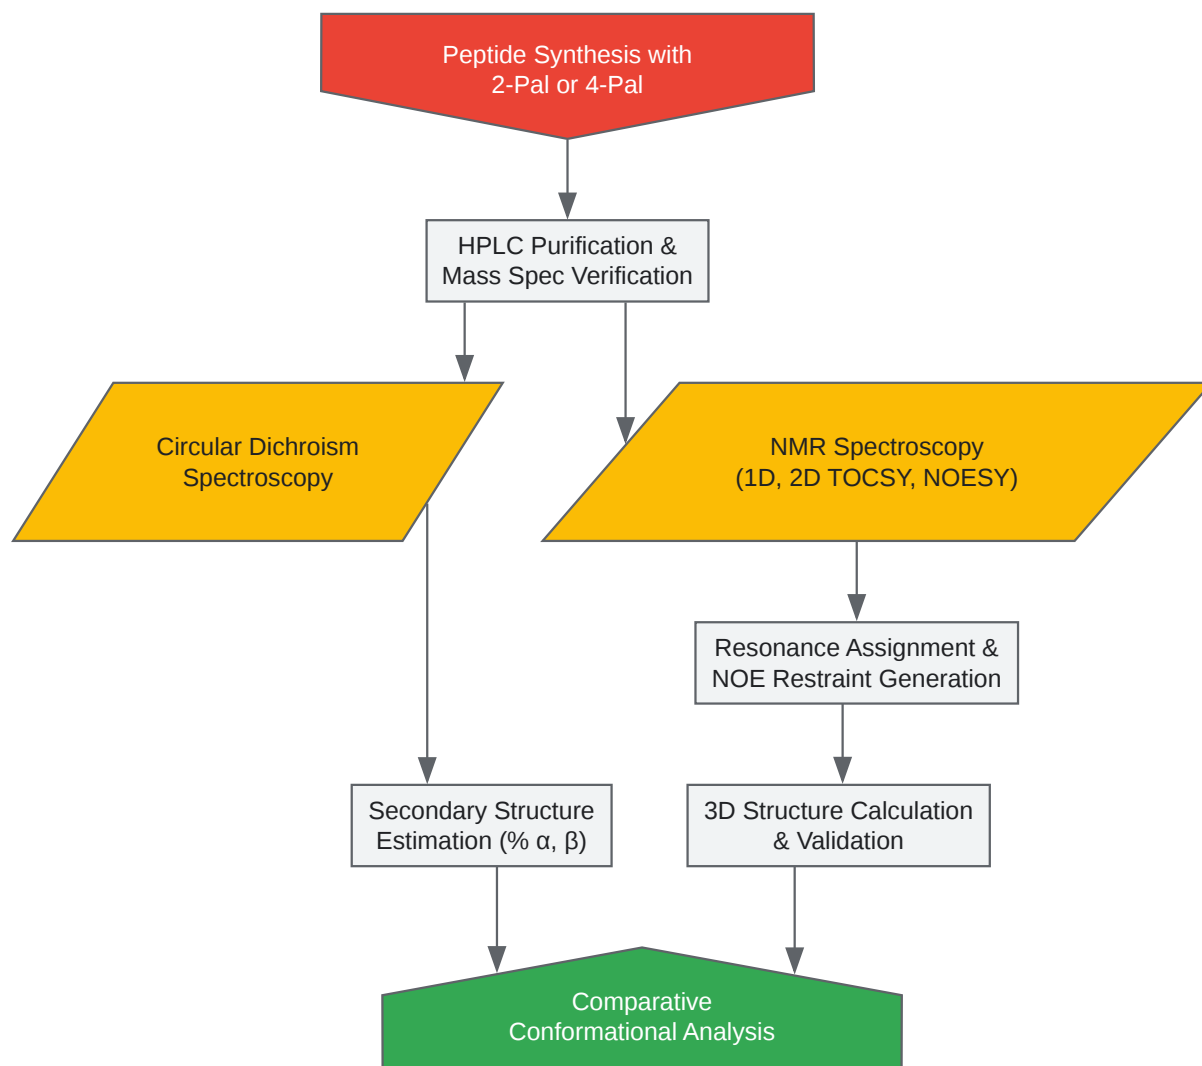 Peptide Synthesis with
2-Pal or 4-Pal
HPLC Purification &
Mass Spec Verification
Circular Dichroism
Spectroscopy
NMR Spectroscopy
(1D, 2D TOCSY, NOESY)
Resonance Assignment &
NOE Restraint Generation
Secondary Structure
Estimation (% α, β)
3D Structure Calculation
& Validation
Comparative
Conformational Analysis